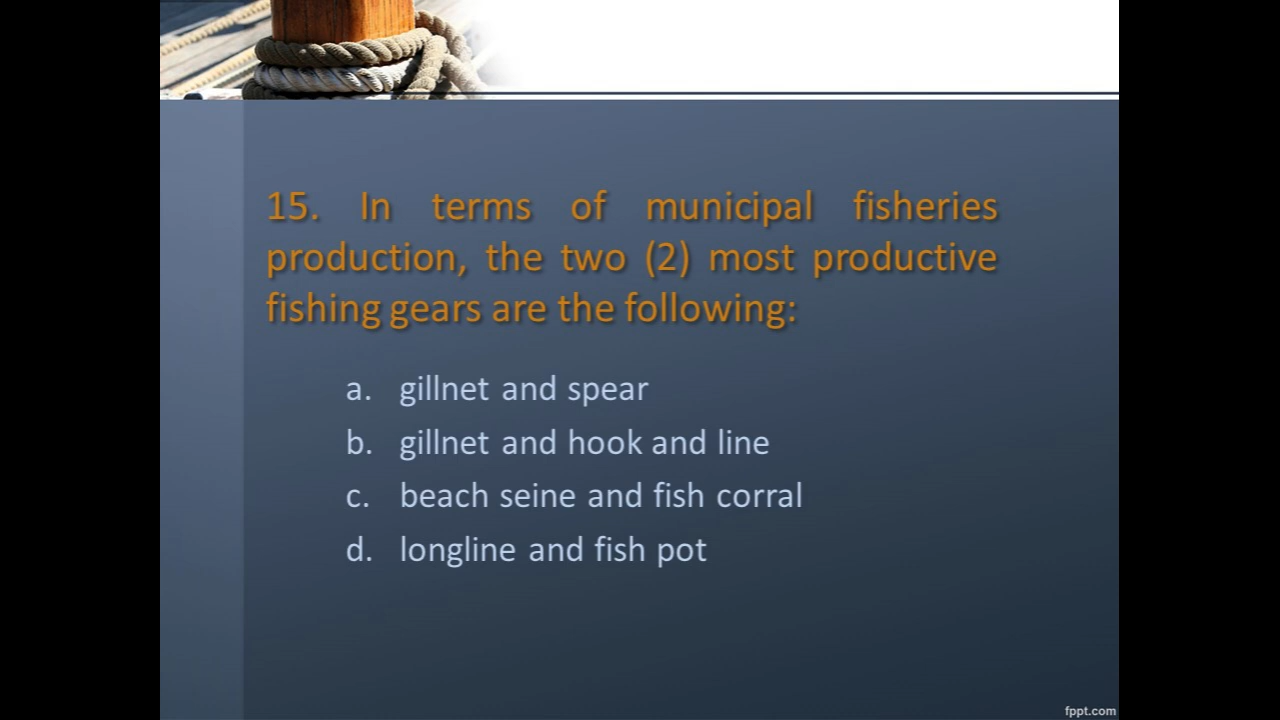 15. In terms of municipal fisheries
production, the two (2) most productive
fishing gears are the following:
a. gillnet and spear
b. gillnet and hook and line
c. beach seine and fish corral
d. longline and fish pot
fppt.com